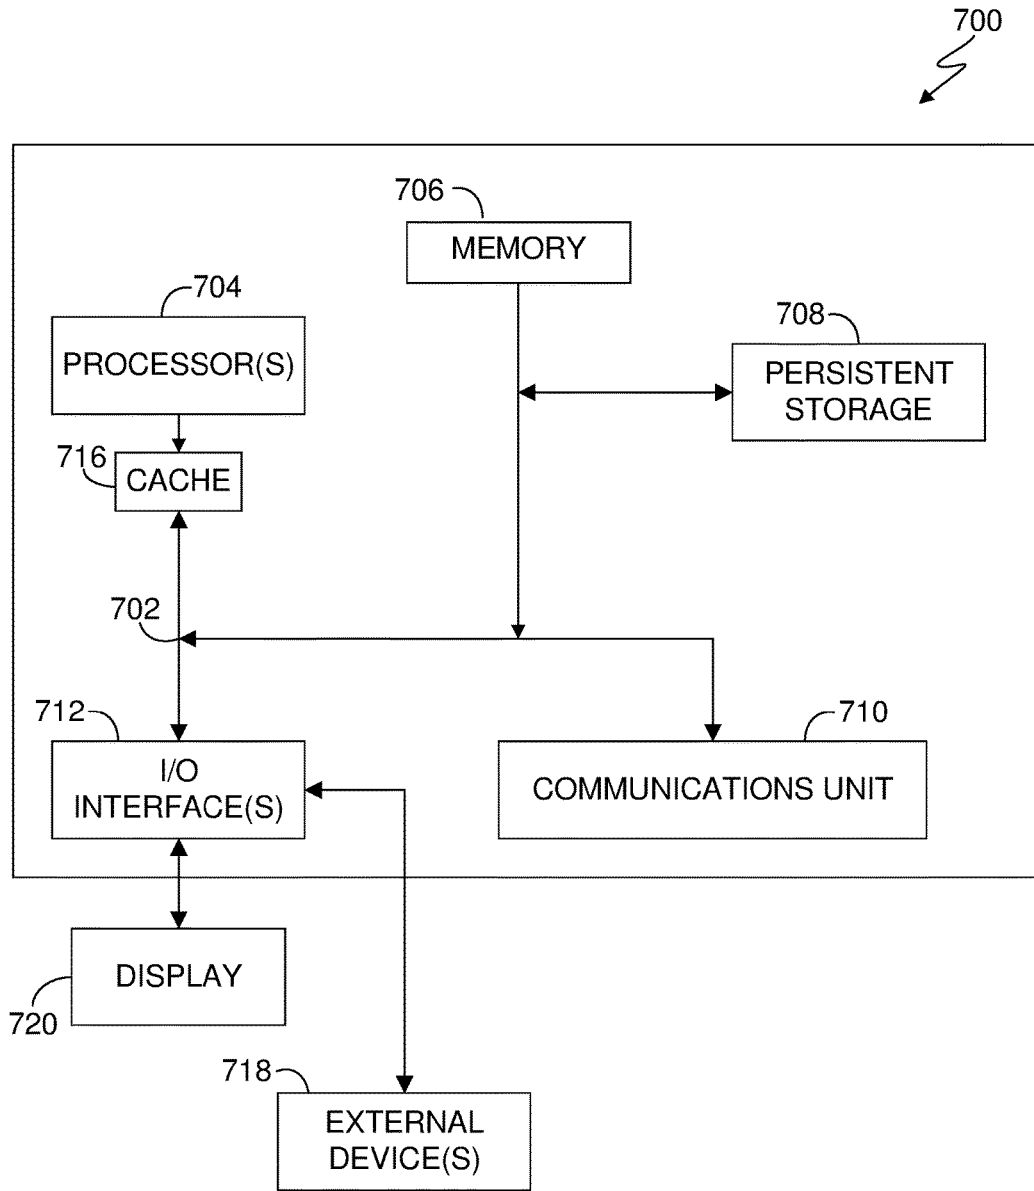 700
706
MEMORY
704
PROCESSOR(S)
708
PERSISTENT
STORAGE
716
CACHE
702
712
I/O
INTERFACE(S)
710
COMMUNICATIONS UNIT
DISPLAY
720
718
EXTERNAL
DEVICE(S)